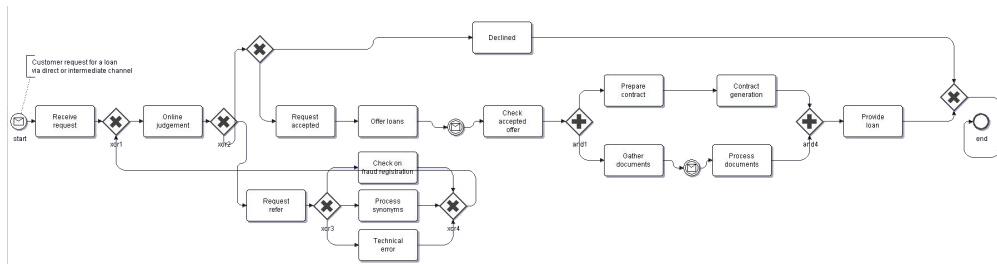 Declined
Customer request for a loan
via direct or intermediate channel
Prepare
contract
Contract
generation
Receive
request
Online
judgement
Request
accepted
Offer loans
Check
accepted
offer
Provide
loan
start
xor1
xor2
and1
and4
end
Gather
documents
Process
documents
Check on
fraud registration
Request
refer
Process
synonyms
xor3
xor4
Technical
error